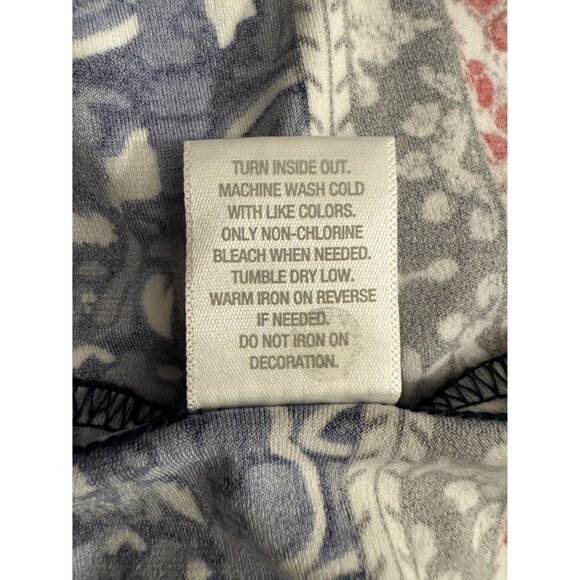 TURN INSIDE OUT.
MACHINE WASH COLD
WITH LIKE COLORS.
ONLY NON-CHLORINE
BLEACH WHEN NEEDED.
TUMBLE DRY LOW.
WARM IRON ON REVERSE
IF NEEDED.
DO NOT IRON ON
DECORATION.